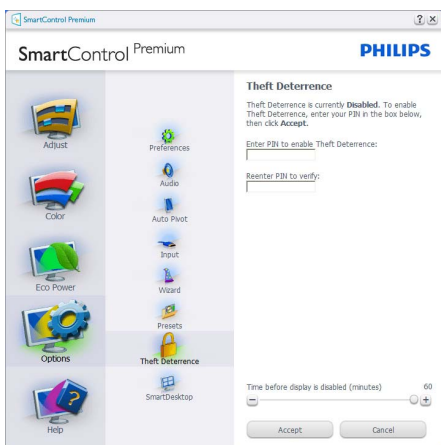 SmartControl Premium
SmartControl Premium
PHILIPS
Adjust
Color
Eco Power
Options
Help
Preferences
Audio
Auto Pivot
Input
Wizard
Presets
Theft Deterrence
SmartDesktop
Theft Deterrence
Theft Deterrence is currently Disabled. To enable
Theft Deterrence, enter your PIN in the box below,
then click Accept.
Enter PIN to enable Theft Deterrence:
Reenter PIN to verify:
Time before display is disabled (minutes) 60
Accept Cancel